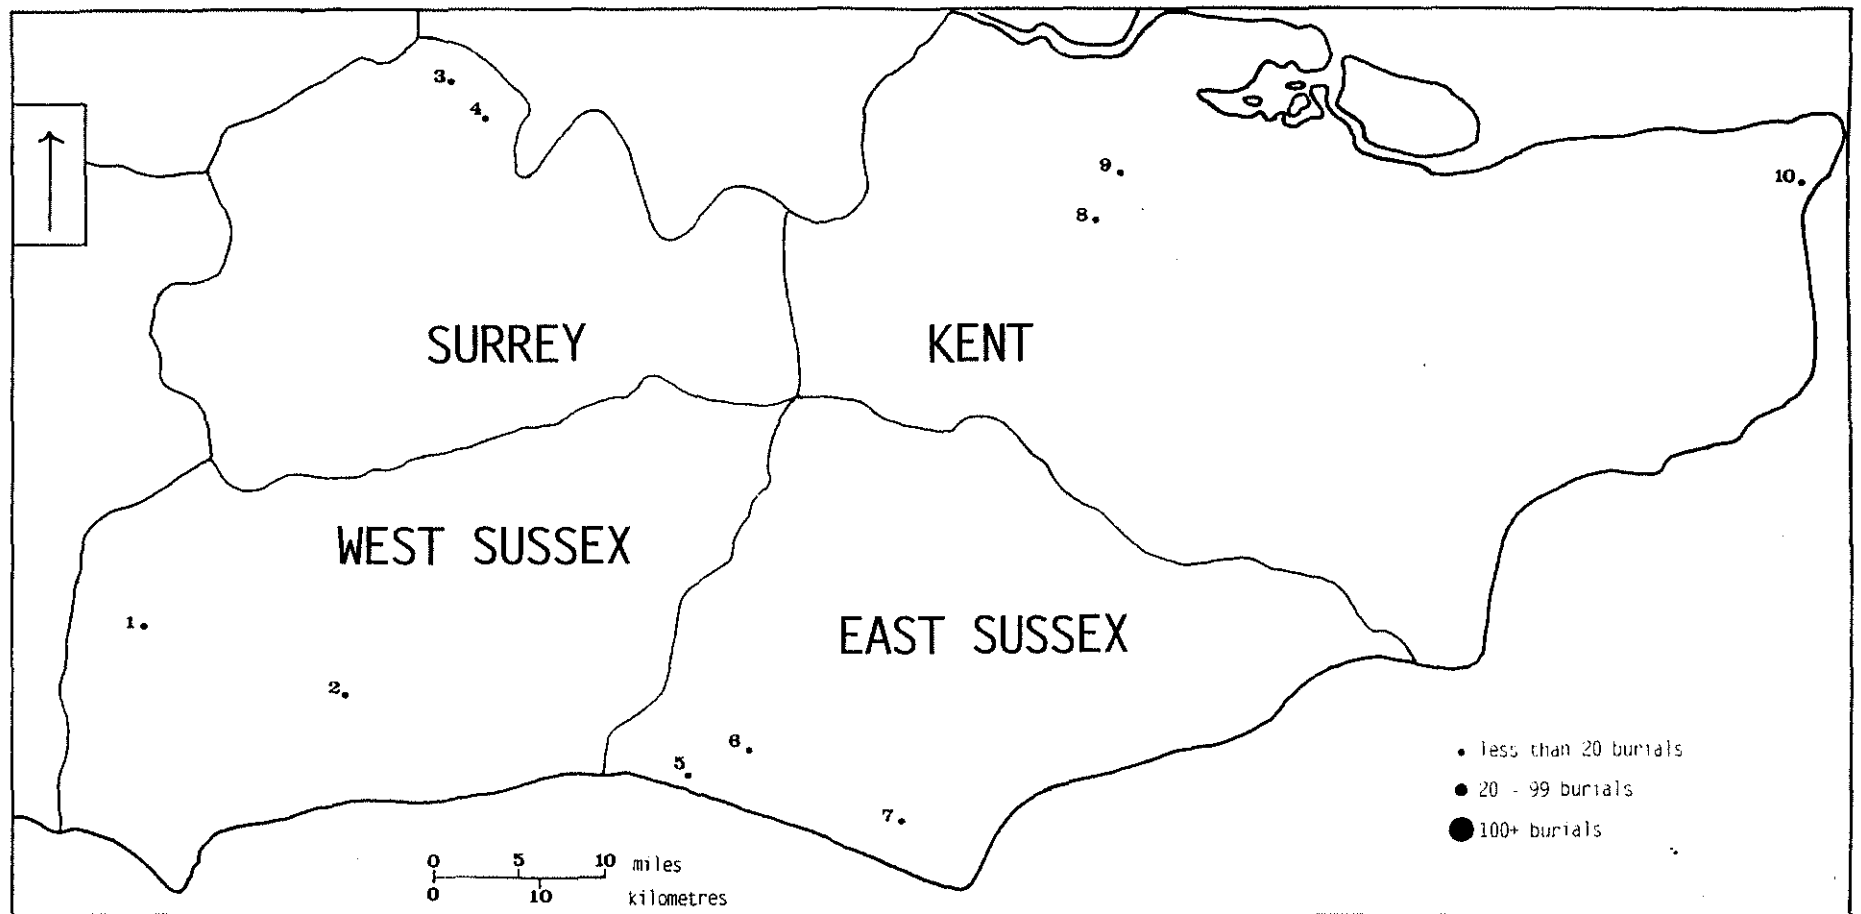 3.
4.
9.
10.
8.
SURREY
KENT
WEST SUSSEX
1.
EAST SUSSEX
2.
6.
5.
7.
less than 20 burials
20 - 99 burials
100+ burials
0 5 10 miles
0 10 kilometres